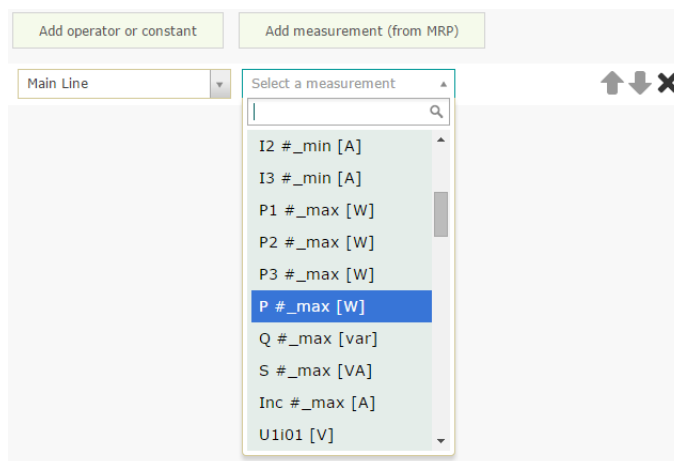 Add operator or constant
Add measurement (from MRP)
Main Line
Select a measurement
I2 #_min [A]
I3 #_min [A]
P1 #_max [W]
P2 #_max [W]
P3 #_max [W]
P #_max [W]
Q #_max [var]
S #_max [VA]
Inc #_max [A]
U1i01 [V]